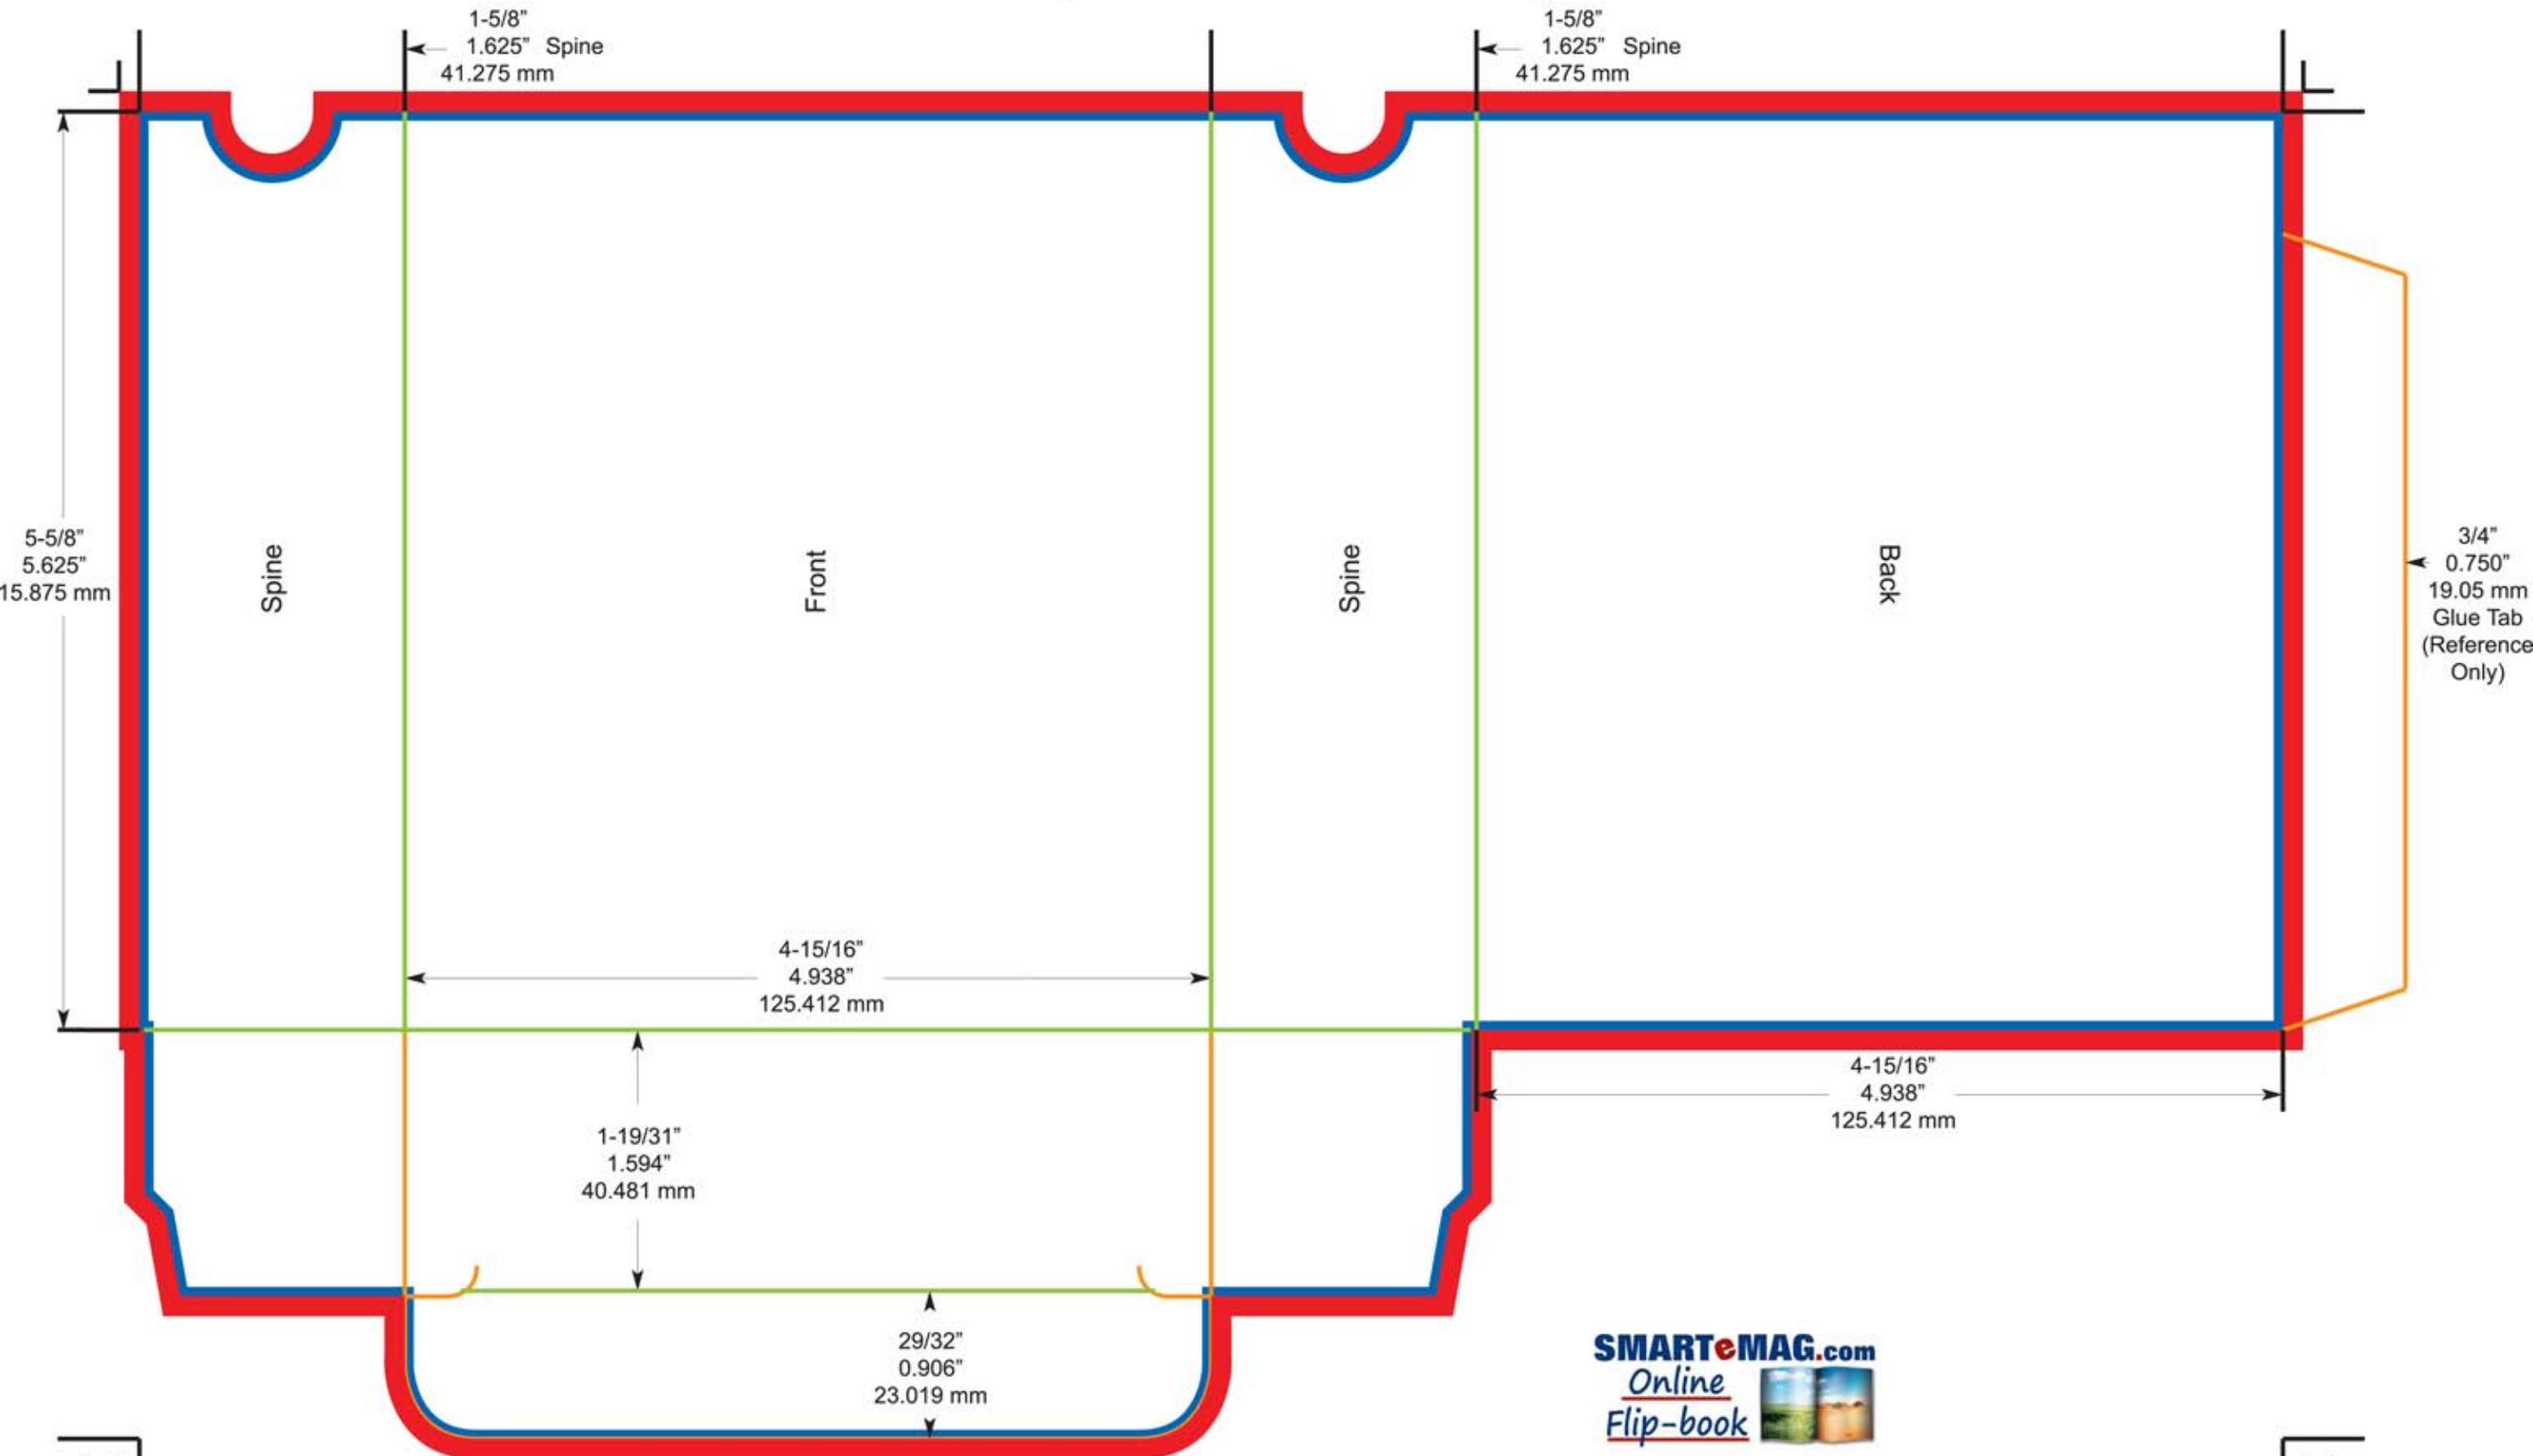 1-5/8”
1.625” Spine
41.275 mm
1-5/8”
1.625” Spine
41.275 mm
5-5/8”
5.625”
15.875 mm
Spine
Front
Spine
Back
3/4”
0.750”
19.05 mm
Glue Tab
(Reference
Only)
4-15/16”
4.938”
125.412 mm
4-15/16”
4.938”
125.412 mm
1-19/31”
1.594”
40.481 mm
29/32”
0.906”
23.019 mm
SMARTeMAG.com
Online
Flip-book